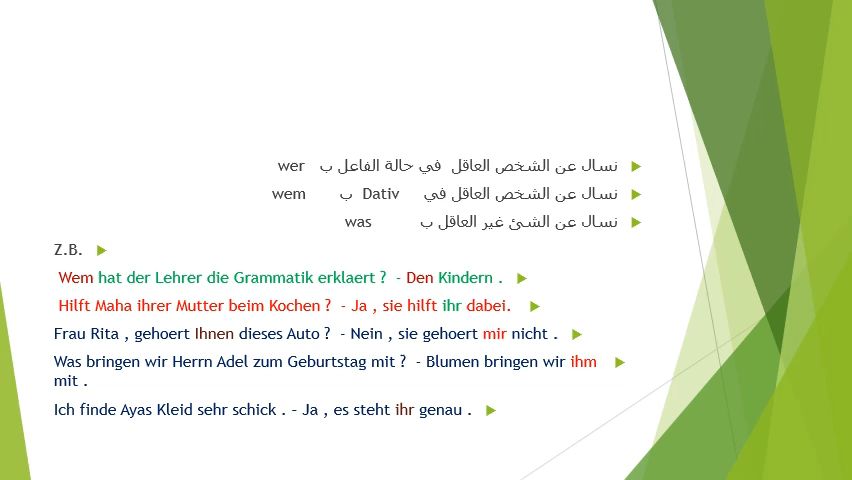 نسال عن الشخص العاقل في حالة الفاعل ب wer
نسال عن الشخص العاقل في Dativ ب wem
نسال عن الشئ غير العاقل ب was
Z.B.
Wem hat der Lehrer die Grammatik erklaert ? - Den Kindern .
Hilft Maha ihrer Mutter beim Kochen ? - Ja , sie hilft ihr dabei.
Frau Rita , gehoert Ihnen dieses Auto ? - Nein , sie gehoert mir nicht .
Was bringen wir Herrn Adel zum Geburtstag mit ? - Blumen bringen wir ihm
mit .
Ich finde Ayas Kleid sehr schick . – Ja , es steht ihr genau .